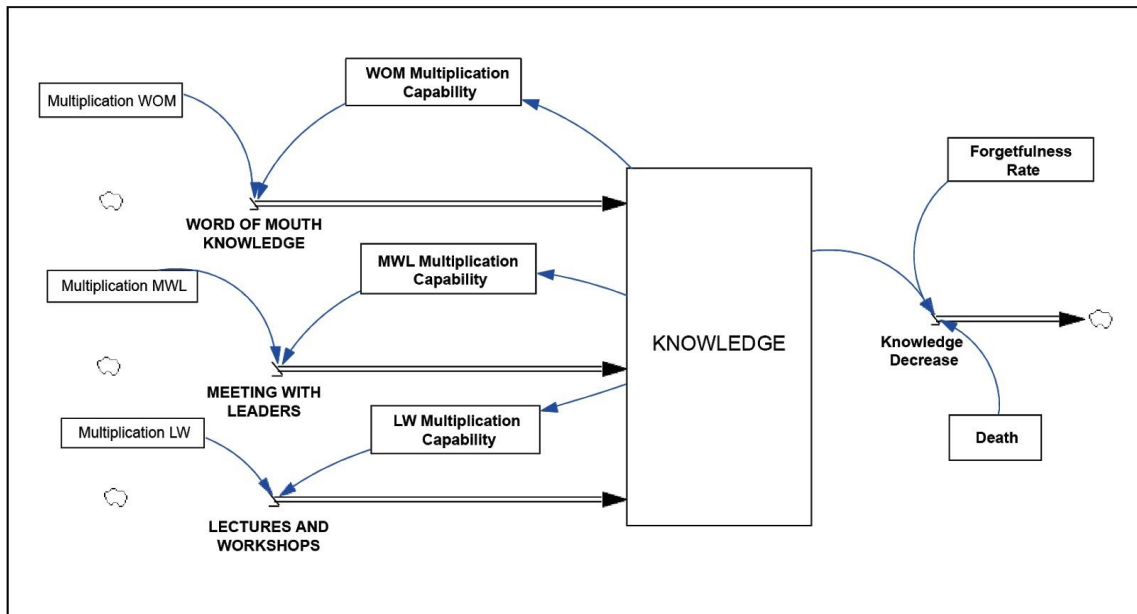 WOM Multiplication
Capability
Multiplication WOM
WORD OF MOUTH
KNOWLEDGE
MWL Multiplication
Capability
Multiplication MWL
MEETING WITH
LEADERS
LW Multiplication
Capability
Multiplication LW
LECTURES AND
WORKSHOPS
KNOWLEDGE
Forgetfulness
Rate
Knowledge
Decrease
Death